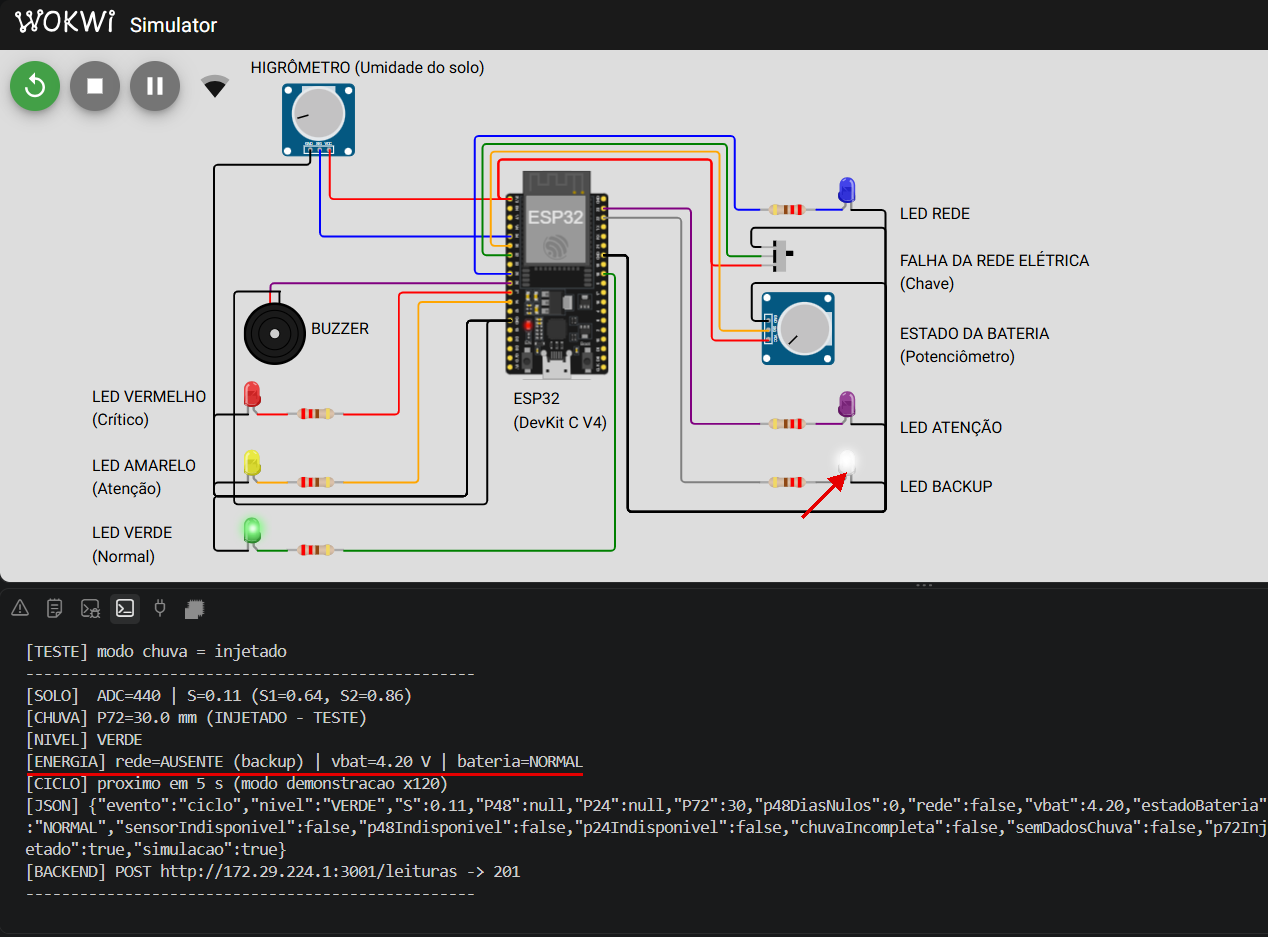 WOKWi Simulator
HIGRÔMETRO (Umidade do solo)
GND SIG VCC
ESP32
LED REDE
FALHA DA REDE ELÉTRICA
(Chave)
BUZZER
ESTADO DA BATERIA
(Potenciômetro)
LED VERMELHO
(Crítico)
ESP32
(DevKit C V4)
LED ATENÇÃO
LED AMARELO
(Atenção)
LED BACKUP
LED VERDE
(Normal)
[TESTE] modo chuva = injetado
--------------------------------------------------
[SOLO]  ADC=440 | S=0.11 (S1=0.64, S2=0.86)
[CHUVA] P72=30.0 mm (INJETADO - TESTE)
[NIVEL] VERDE
[ENERGIA] rede=AUSENTE (backup) | vbat=4.20 V | bateria=NORMAL
[CICLO] proximo em 5 s (modo demonstracao x120)
[JSON] {"evento":"ciclo","nivel":"VERDE","S":0.11,"P48":null,"P24":null,"P72":30,"p48DiasNulos":0,"rede":false,"vbat":4.20,"estadoBateria"
:"NORMAL","sensorIndisponivel":false,"p48Indisponivel":false,"p24Indisponivel":false,"chuvaIncompleta":false,"semDadosChuva":false,"p72Inj
etado":true,"simulacao":true}
[BACKEND] POST http://172.29.224.1:3001/leituras -> 201
--------------------------------------------------